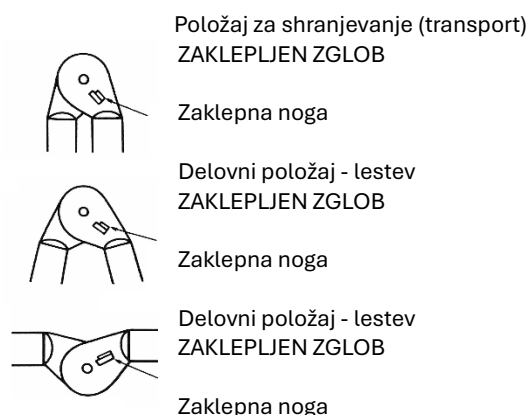 Položaj za shranjevanje (transport)
ZAKLEPLJEN ZGLOB
Zaklepna noga
Delovni položaj - lestev
ZAKLEPLJEN ZGLOB
Zaklepna noga
Delovni položaj - lestev
ZAKLEPLJEN ZGLOB
Zaklepna noga